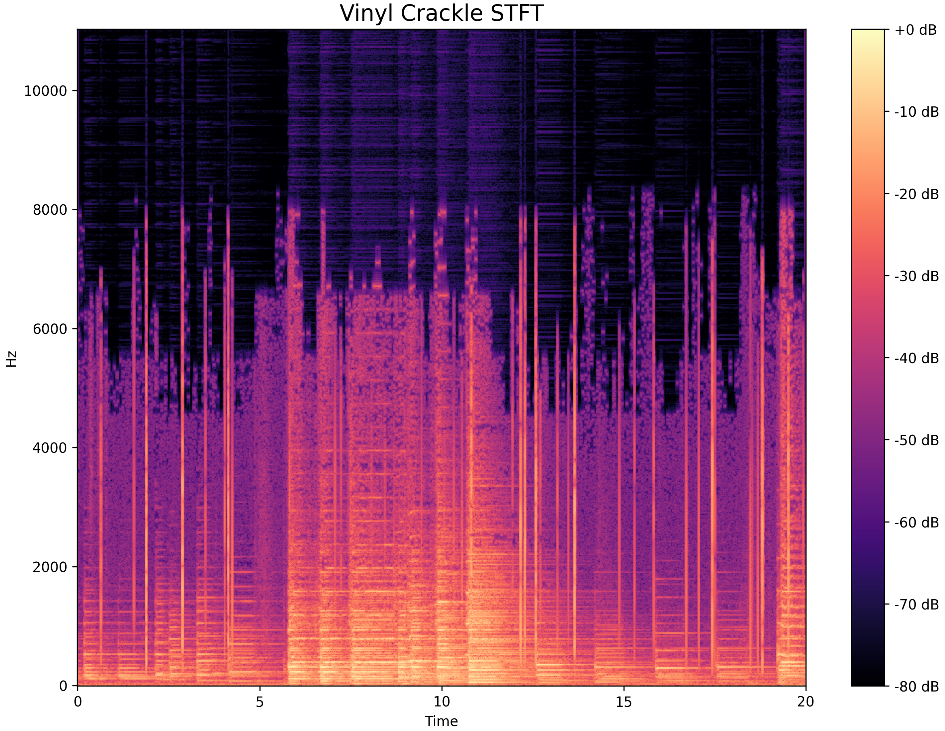 Vinyl Crackle STFT
+0 dB
10000
-10 dB
8000
-20 dB
-30 dB
6000
Hz
-40 dB
4000
-50 dB
-60 dB
2000
-70 dB
0
-80 dB
0 5 10 15 20
Time